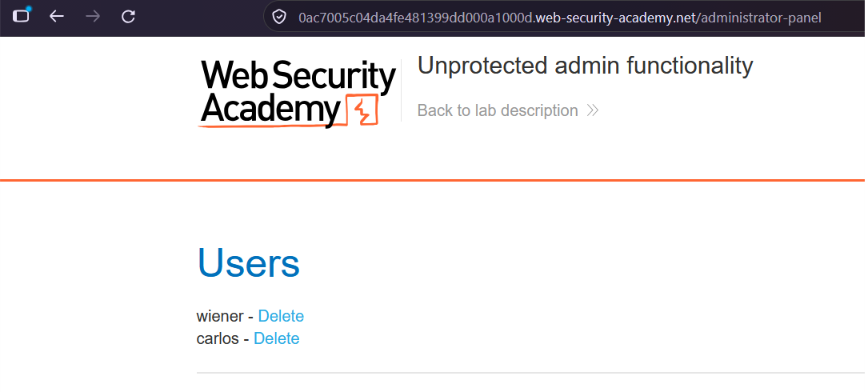 0ac7005c04da4fe481399dd000a1000d.web-security-academy.net/administrator-panel
Web Security
Academy
Unprotected admin functionality
Back to lab description
Users
wiener - Delete
carlos - Delete